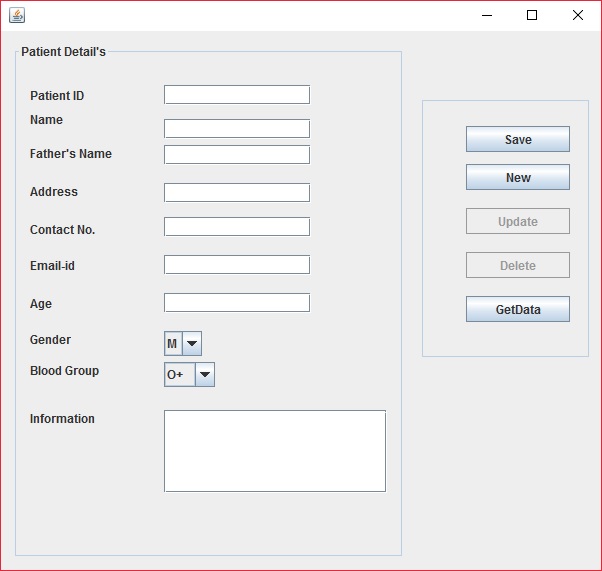 Patient Detail's
Patient ID
Name
Father's Name
Address
Contact No.
Email-id
Age
Gender
M
Blood Group
O+
Information
Save
New
Update
Delete
GetData